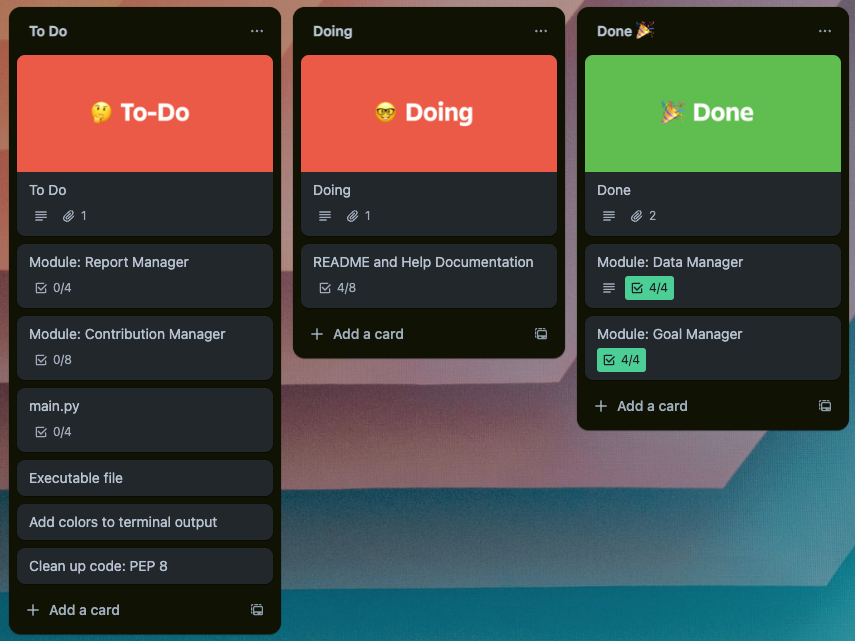 To Do
🤔 To-Do
To Do
1
Module: Report Manager
0/4
Module: Contribution Manager
0/8
main.py
0/4
Executable file
Add colors to terminal output
Clean up code: PEP 8
+ Add a card
Doing
🤓 Doing
Doing
1
README and Help Documentation
4/8
+ Add a card
Done 🎉
🎉 Done
Done
2
Module: Data Manager
4/4
Module: Goal Manager
4/4
+ Add a card